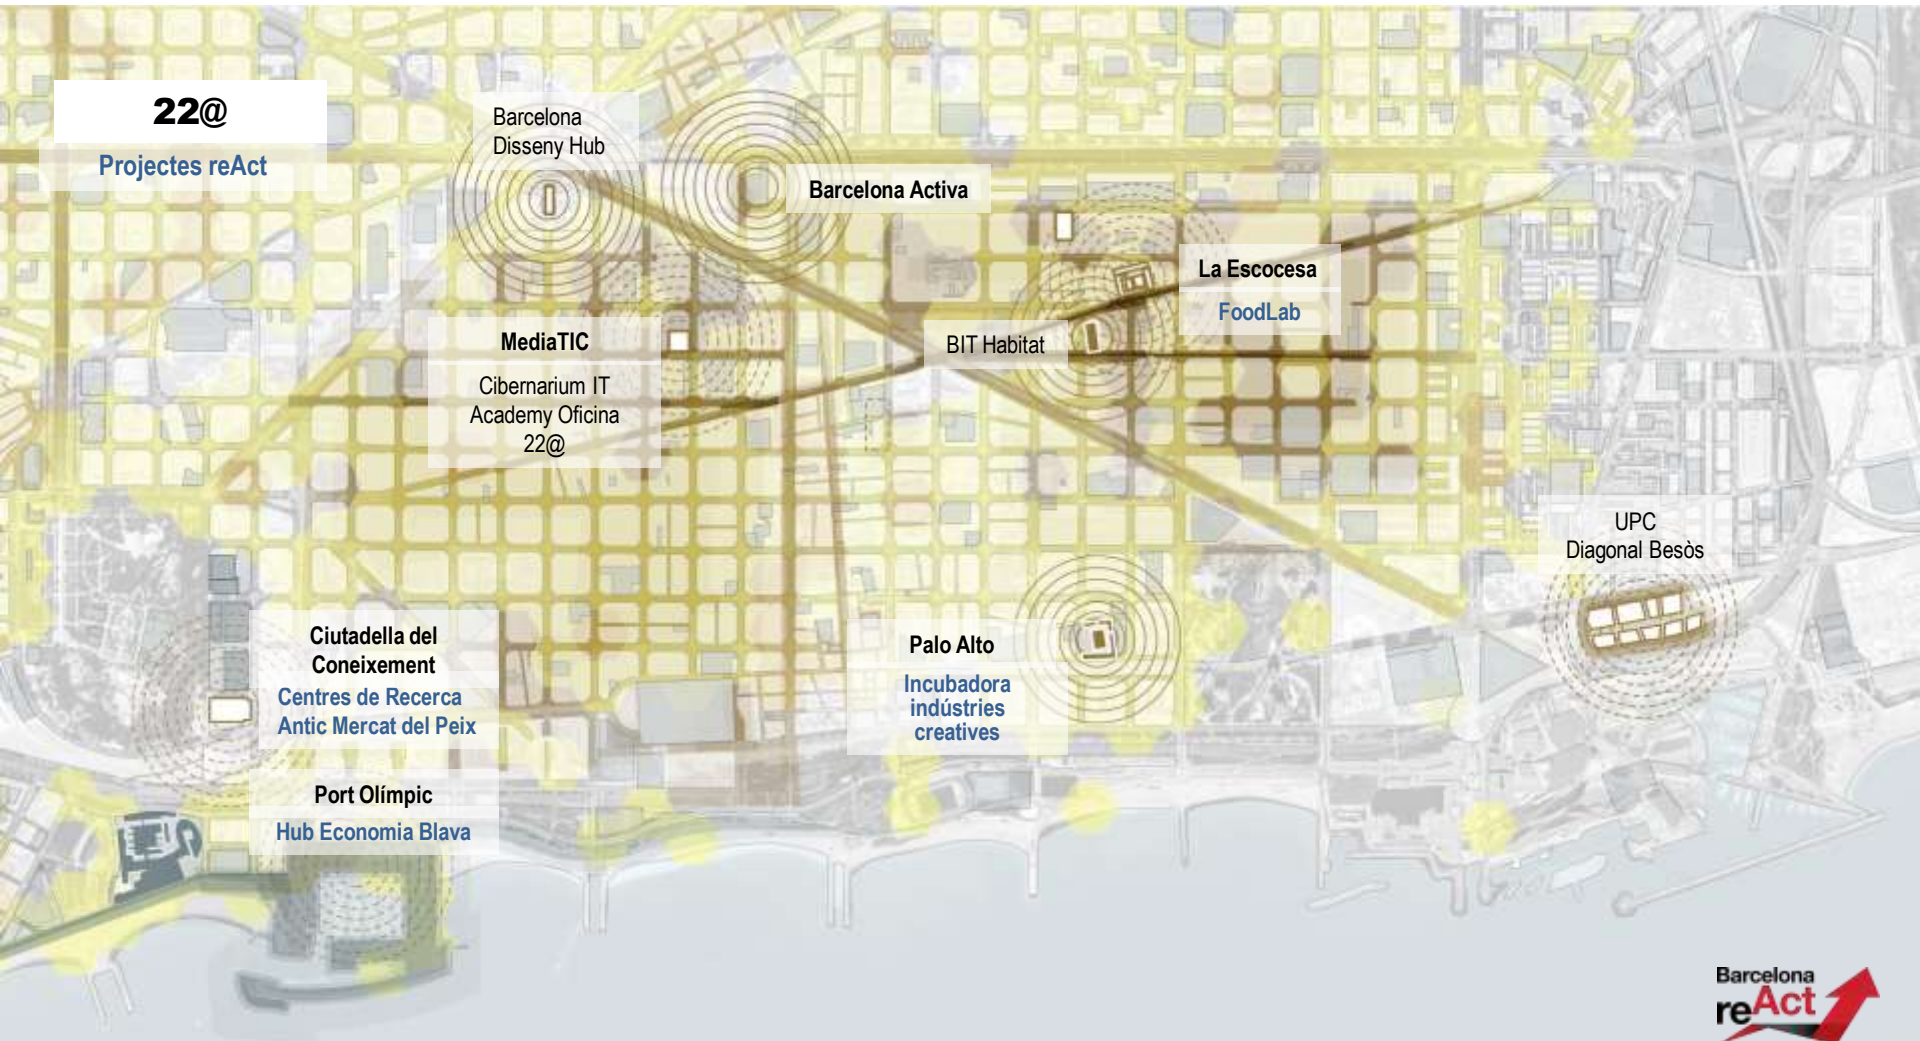 22@
Projectes reAct
Barcelona
Disseny Hub
Barcelona Activa
La Escocesa
FoodLab
MediaTIC
Cibernarium IT
Academy Oficina
22@
BIT Habitat
UPC
Diagonal Besòs
Ciutadella del
Coneixement
Centres de Recerca
Antic Mercat del Peix
Palo Alto
Incubadora
indústries
creatives
Port Olímpic
Hub Economia Blava
Barcelona
reAct